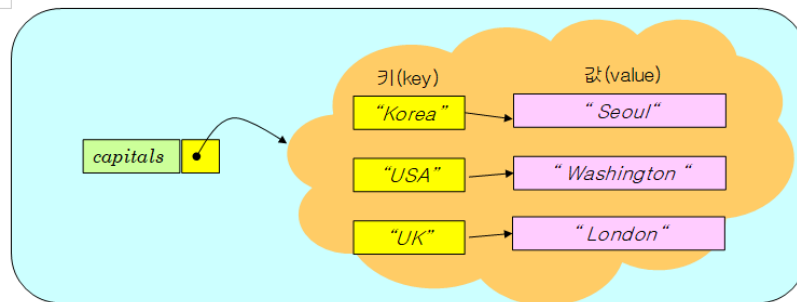 키(key) 값(value)
“Korea” “ Seoul“
capitals
“USA” “ Washington “
“UK” “ London“